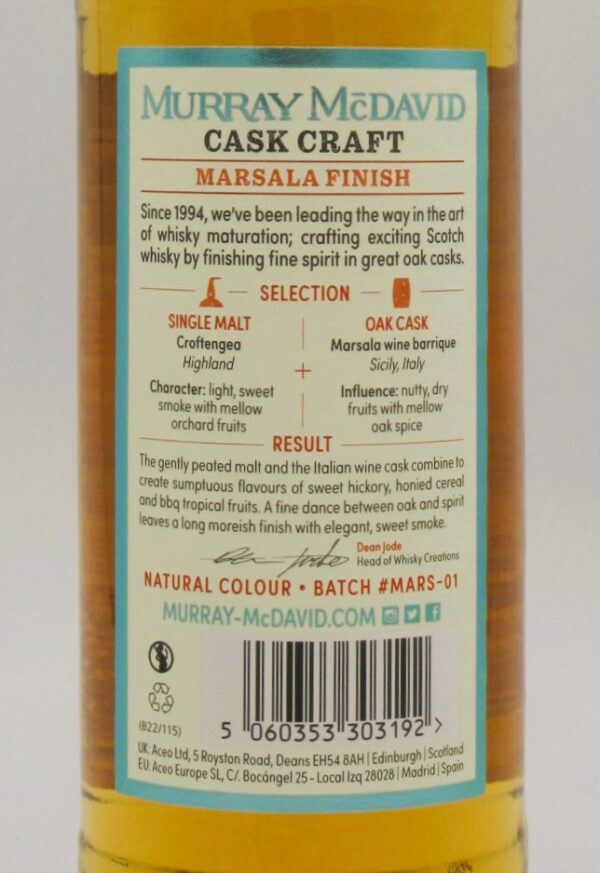 MURRAY McDAVID
CASK CRAFT
MARSALA FINISH
Since 1994, we've been leading the way in the art
of whisky maturation; crafting exciting Scotch
whisky by finishing fine spirit in great oak casks.
SELECTION
SINGLE MALT
Croftengea
Highland
Character: light, sweet
smoke with mellow
orchard fruits
+
OAK CASK
Marsala wine barrique
Sicily, Italy
Influence: nutty, dry
fruits with mellow
oak spice
RESULT
The gently peated malt and the Italian wine cask combine to
create sumptuous flavours of sweet hickory, honied cereal
and bbq tropical fruits. A fine dance between oak and spirit
leaves a long moreish finish with elegant, sweet smoke.
Dean Jode
Head of Whisky Creations
NATURAL COLOUR • BATCH #MARS-01
MURRAY-McDAVID.COM
(B22/115)
5 060353 303192 >
UK: Aceo Ltd, 5 Royston Road, Deans EH54 8AH | Edinburgh | Scotland
EU: Aceo Europe SL, C/. Bocángel 25 - Local Izq 28028 | Madrid | Spain